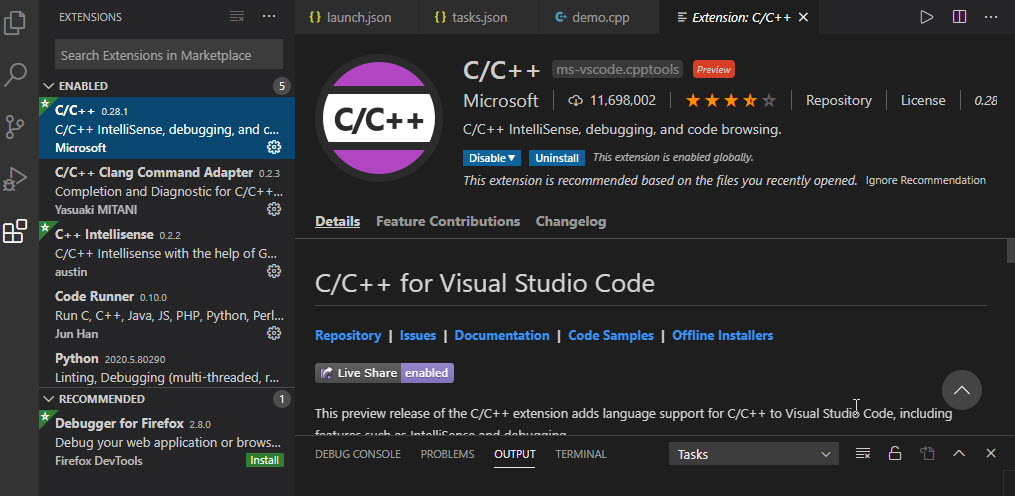 EXTENSIONS
launch.json
tasks.json
demo.cpp
Extension: C/C++
Search Extensions in Marketplace
ENABLED 5
C/C++ 0.28.1
C/C++ IntelliSense, debugging, and c...
Microsoft
C/C++ Clang Command Adapter 0.2.3
Completion and Diagnostic for C/C++...
Yasuaki MITANI
C++ Intellisense 0.2.2
C/C++ Intellisense with the help of G...
austin
Code Runner 0.10.0
Run C, C++, Java, JS, PHP, Python, Perl...
Jun Han
Python 2020.5.80290
Linting, Debugging (multi-threaded, r...
RECOMMENDED 1
Debugger for Firefox 2.8.0
Debug your web application or brows...
Firefox DevTools Install
C/C++
C/C++ ms-vscode.cpptools Preview
Microsoft 11,698,002 Repository License 0.28
C/C++ IntelliSense, debugging, and code browsing.
Disable Uninstall This extension is enabled globally.
This extension is recommended based on the files you recently opened. Ignore Recommendation
Details Feature Contributions Changelog
C/C++ for Visual Studio Code
Repository | Issues | Documentation | Code Samples | Offline Installers
Live Share enabled
This preview release of the C/C++ extension adds language support for C/C++ to Visual Studio Code, including
features such as IntelliSense and debugging.
DEBUG CONSOLE PROBLEMS OUTPUT TERMINAL Tasks